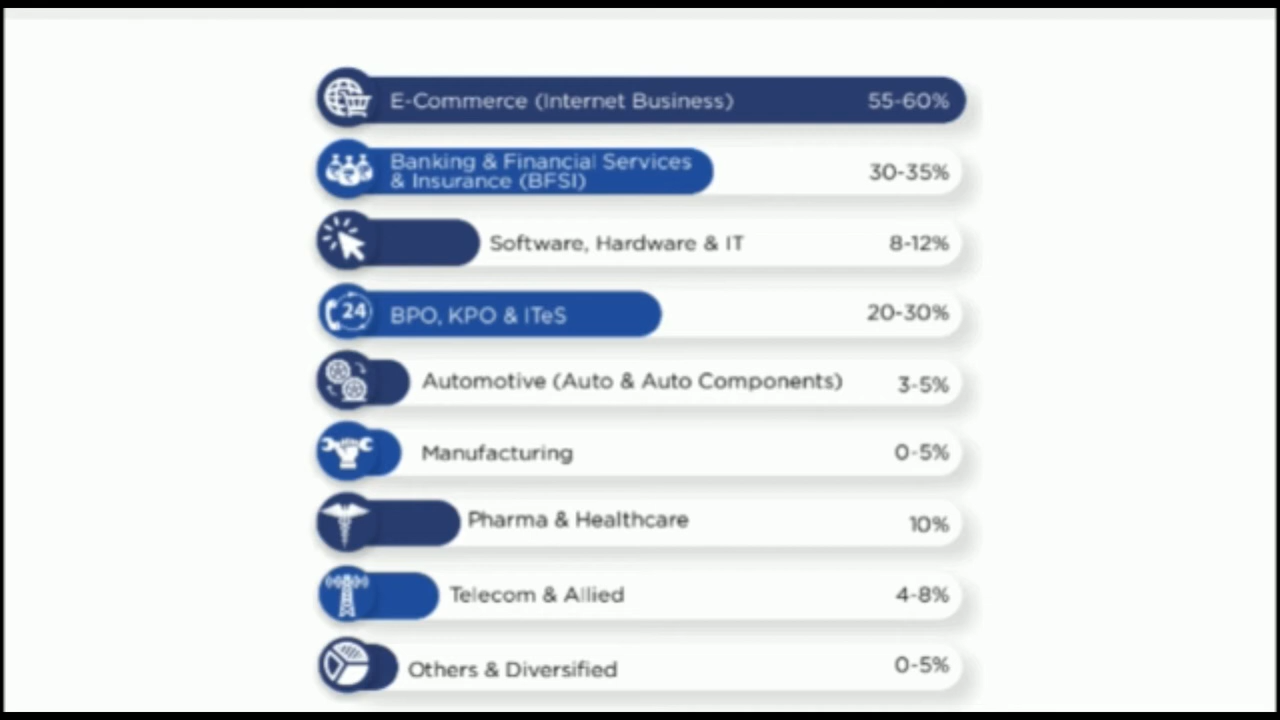 E-Commerce (Internet Business) 55-60%
Banking & Financial Services
& Insurance (BFSI) 30-35%
Software, Hardware & IT 8-12%
24 BPO, KPO & ITeS 20-30%
Automotive (Auto & Auto Components) 3-5%
Manufacturing 0-5%
Pharma & Healthcare 10%
Telecom & Allied 4-8%
Others & Diversified 0-5%